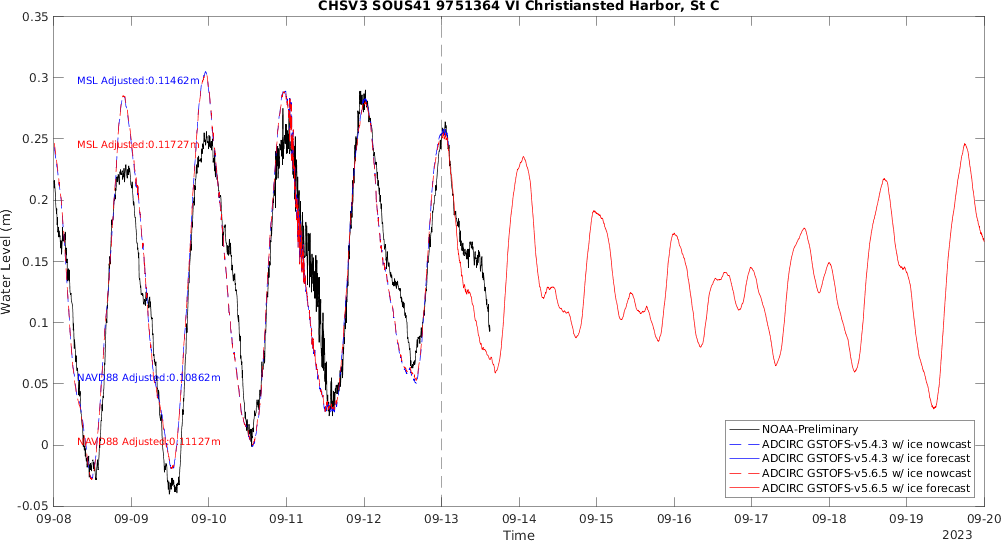 CHSV3 SOUS41 9751364 VI Christiansted Harbor, St C
0.35
0.3
0.25
0.2
0.15
0.1
0.05
0
-0.05
Water Level (m)
MSL Adjusted:0.11462m
MSL Adjusted:0.11727m
NAVD88 Adjusted:0.10862m
NAVD88 Adjusted:0.11127m
NOAA-Preliminary
ADCIRC GSTOFS-v5.4.3 w/ ice nowcast
ADCIRC GSTOFS-v5.4.3 w/ ice forecast
ADCIRC GSTOFS-v5.6.5 w/ ice nowcast
ADCIRC GSTOFS-v5.6.5 w/ ice forecast
09-08 09-09 09-10 09-11 09-12 09-13 09-14 09-15 09-16 09-17 09-18 09-19 09-20
Time
2023